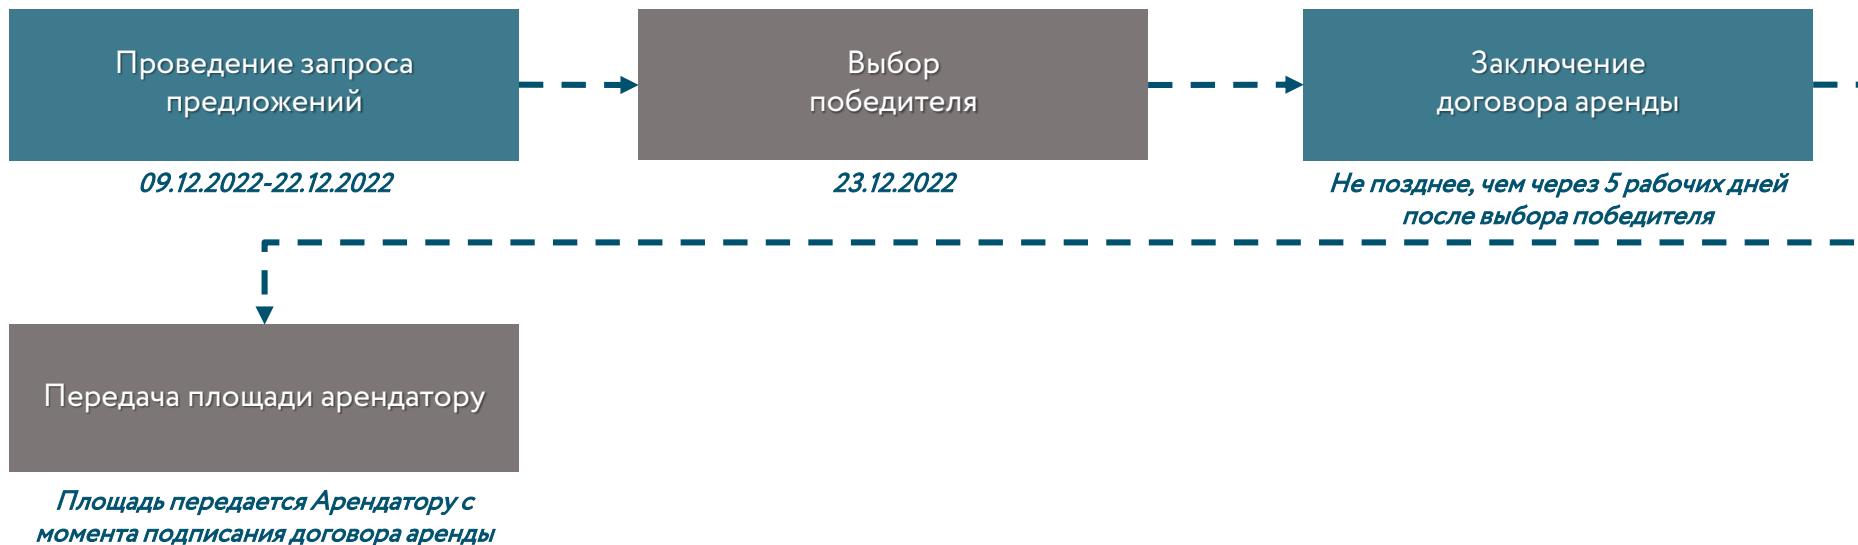 Проведение запроса
предложений
09.12.2022-22.12.2022
Выбор
победителя
23.12.2022
Заключение
договора аренды
Не позднее, чем через 5 рабочих дней
после выбора победителя
Передача площади арендатору
Площадь передается Арендатору с
момента подписания договора аренды